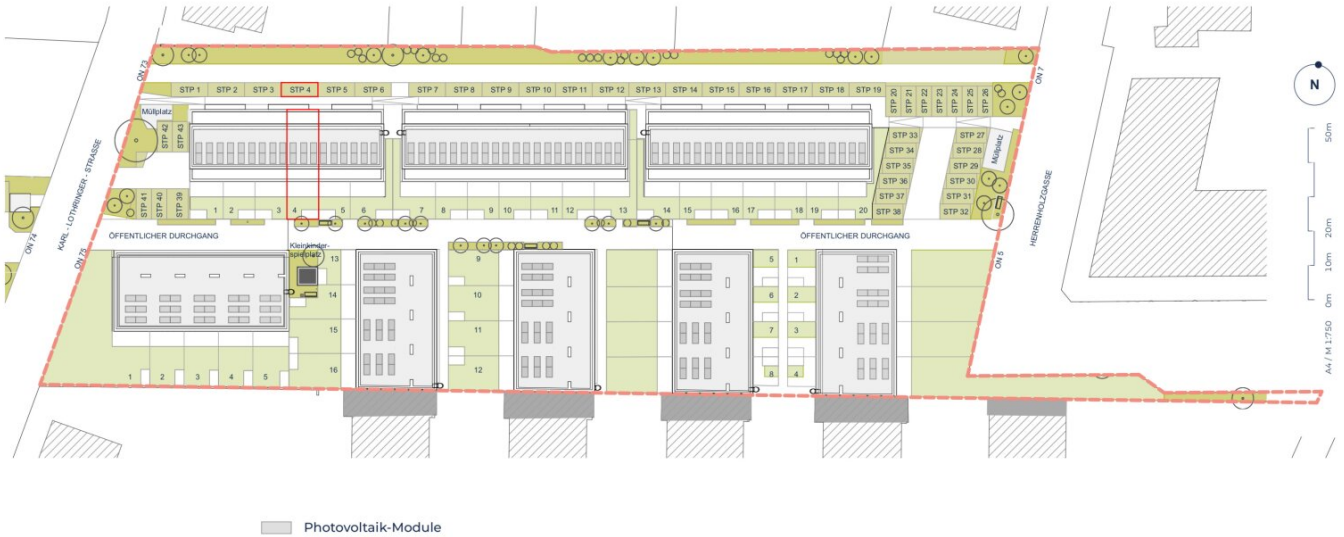 ON 73
STP 1 STP 2 STP 3 STP 4 STP 5 STP 6 STP 7 STP 8 STP 9 STP 10 STP 11 STP 12 STP 13 STP 14 STP 15 STP 16 STP 17 STP 18 STP 19
STP 20
STP 21
STP 22
STP 23
STP 24
STP 25
STP 26
ON 7
N
Müllplatz
STP 42
STP 43
STP 33
STP 34
STP 35
STP 36
STP 37
STP 38
STP 27
STP 28
STP 29
STP 30
STP 31
STP 32
Müllplatz
KARL - LOTHRINGER - STRASSE
HERRENHOLZGASSE
STP 41
STP 40
STP 39
1 2 3 4 5 6 7 8 9 10 11 12 13 14 15 16 17 18 19 20
ON 74
ON 75
ÖFFENTLICHER DURCHGANG
ÖFFENTLICHER DURCHGANG
ON 5
Kleinkinder-
spielplatz
13
14
15
16
9
10
11
12
5
6
7
8
1
2
3
4
1 2 3 4 5
50m
20m
10m
0m
A4 / M 1:750
Photovoltaik-Module